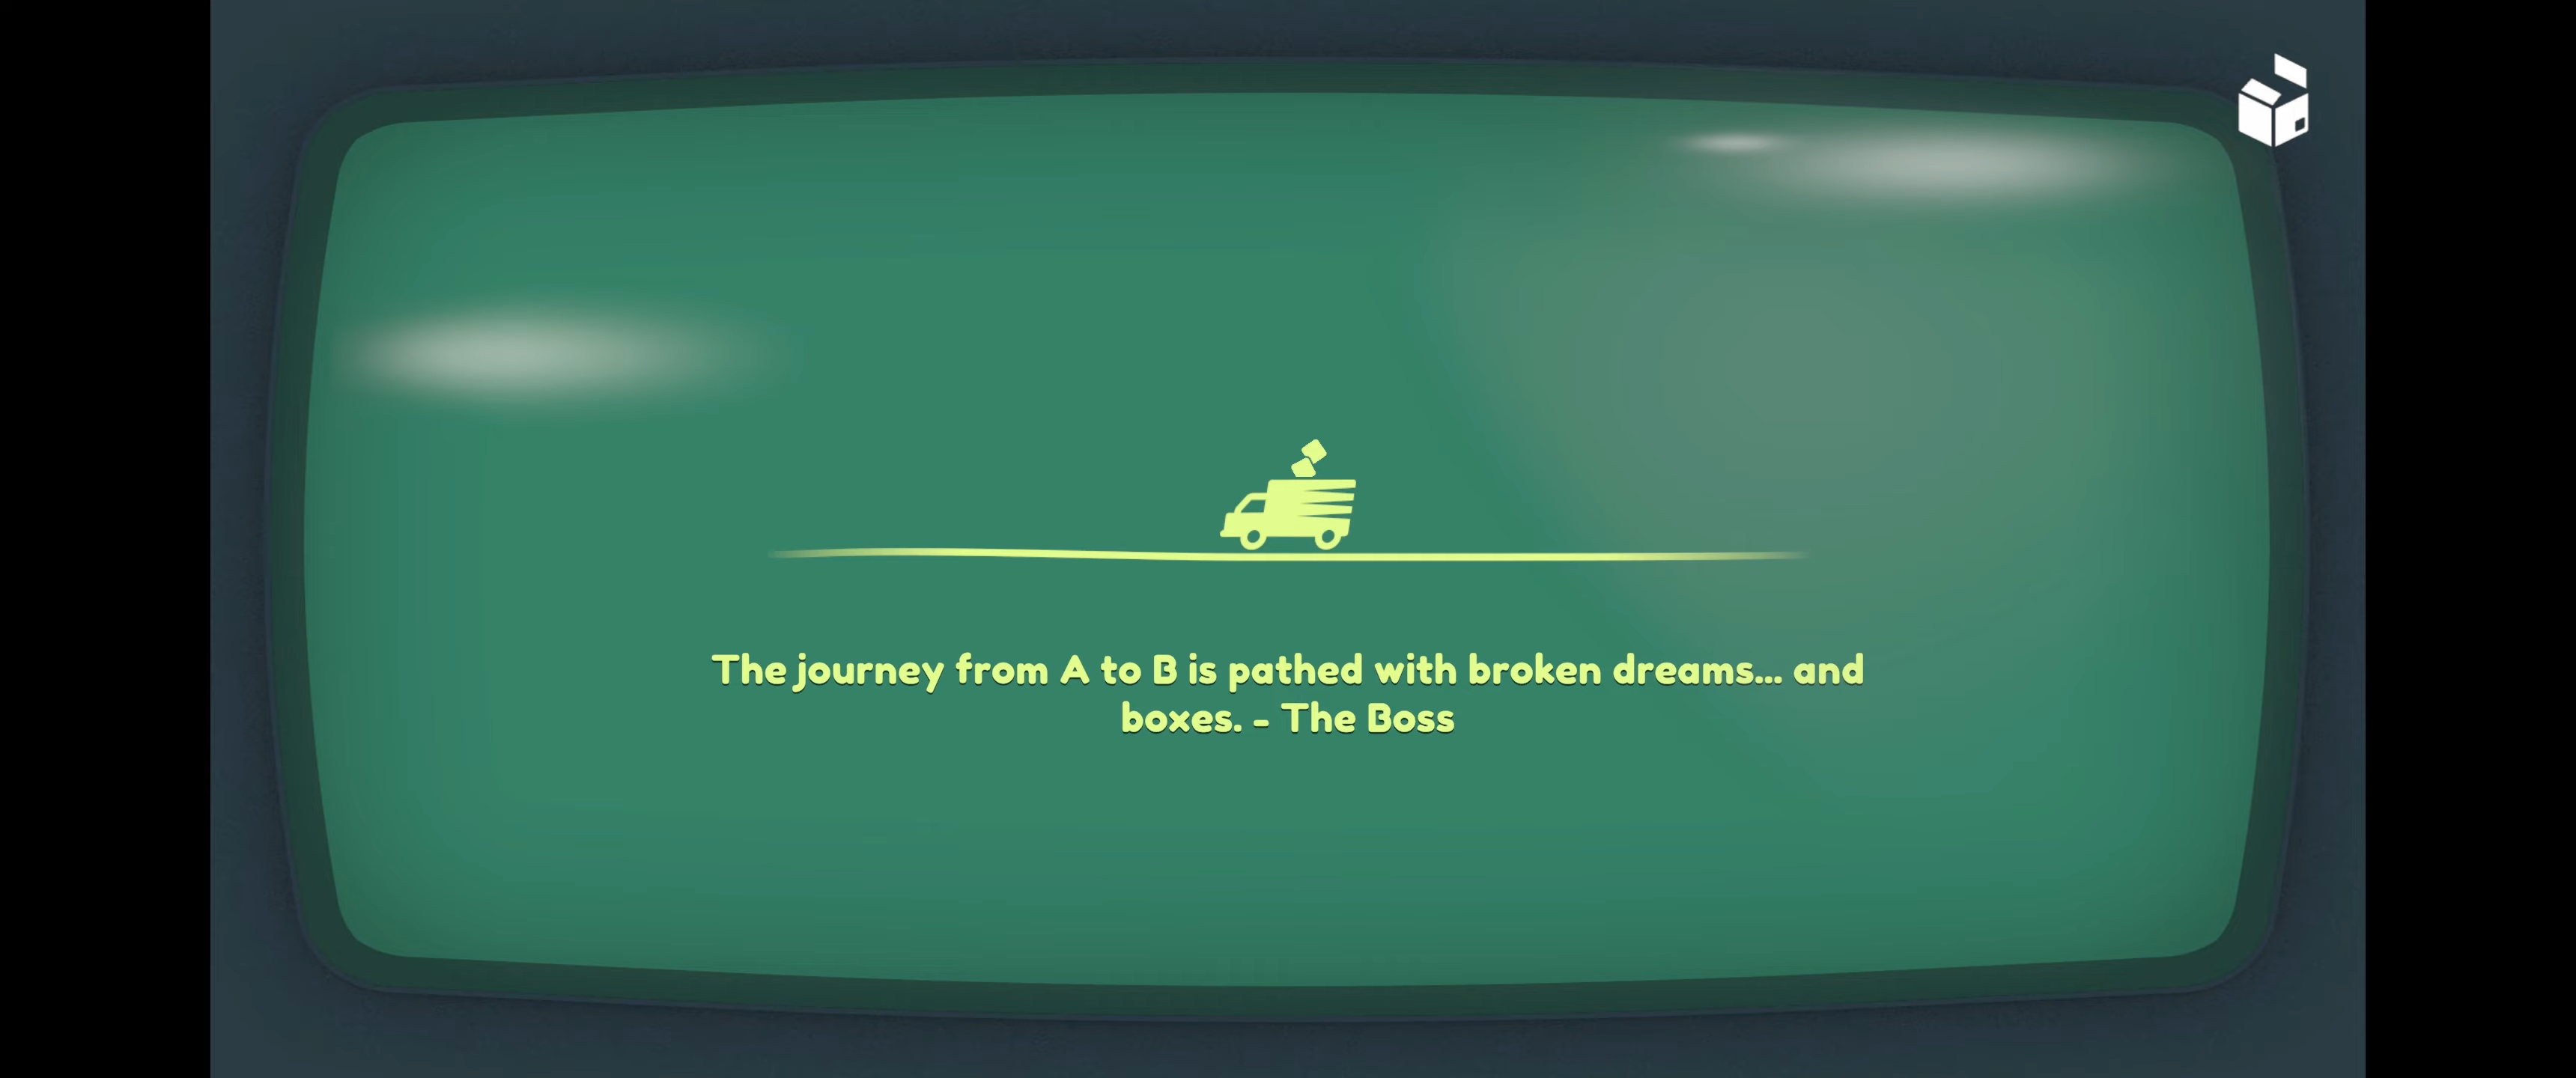 The journey from A to B is pathed with broken dreams... and
boxes. - The Boss